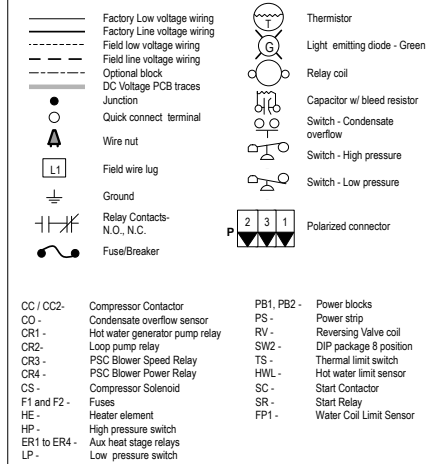 Factory Low voltage wiring
Factory Line voltage wiring
Field low voltage wiring
Field line voltage wiring
Optional block
DC Voltage PCB traces
Junction
Quick connect terminal
Wire nut
L1 Field wire lug
Ground
Relay Contacts-
N.O., N.C.
Fuse/Breaker
T Thermistor
G Light emitting diode - Green
Relay coil
Capacitor w/ bleed resistor
Switch - Condensate
overflow
Switch - High pressure
Switch - Low pressure
P 2 3 1 Polarized connector
CC / CC2- Compressor Contactor
CO - Condensate overflow sensor
CR1 - Hot water generator pump relay
CR2- Loop pump relay
CR3 - PSC Blower Speed Relay
CR4 - PSC Blower Power Relay
CS - Compressor Solenoid
F1 and F2 - Fuses
HE - Heater element
HP - High pressure switch
ER1 to ER4 - Aux heat stage relays
LP - Low pressure switch
PB1, PB2 - Power blocks
PS - Power strip
RV - Reversing Valve coil
SW2 - DIP package 8 position
TS - Thermal limit switch
HWL - Hot water limit sensor
SC - Start Contactor
SR - Start Relay
FP1 - Water Coil Limit Sensor